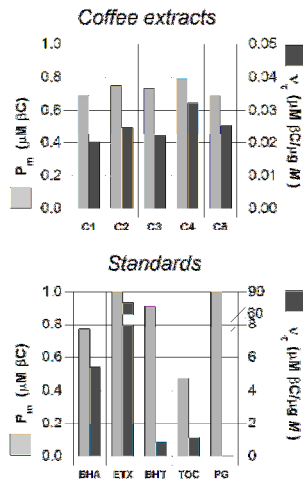 Coffee extracts
1.0 0.05
0.8 0.04
0.6 0.03
0.4 0.02
0.2 0.01
0.0 0.00
C1 C2 C3 C4 C5
Pm (µM βC)
(µM βC/µg M)
Standards
1.0 90
60
0.8 8
0.6 6
0.4 4
0.2 2
0.0 0
BHA ETX BHT TOC PG
Pm (µM βC)
(µM βC/µg M)